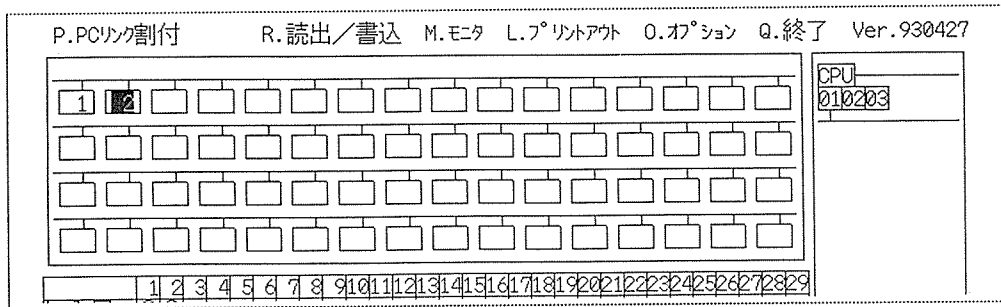 P.PCリンク割付 R.読出／書込 M.モニタ L.プリントアウト O.オプション Q.終了 Ver.930427
1 2
CPU
01 02 03
1 2 3 4 5 6 7 8 9 10 11 12 13 14 15 16 17 18 19 20 21 22 23 24 25 26 27 28 29